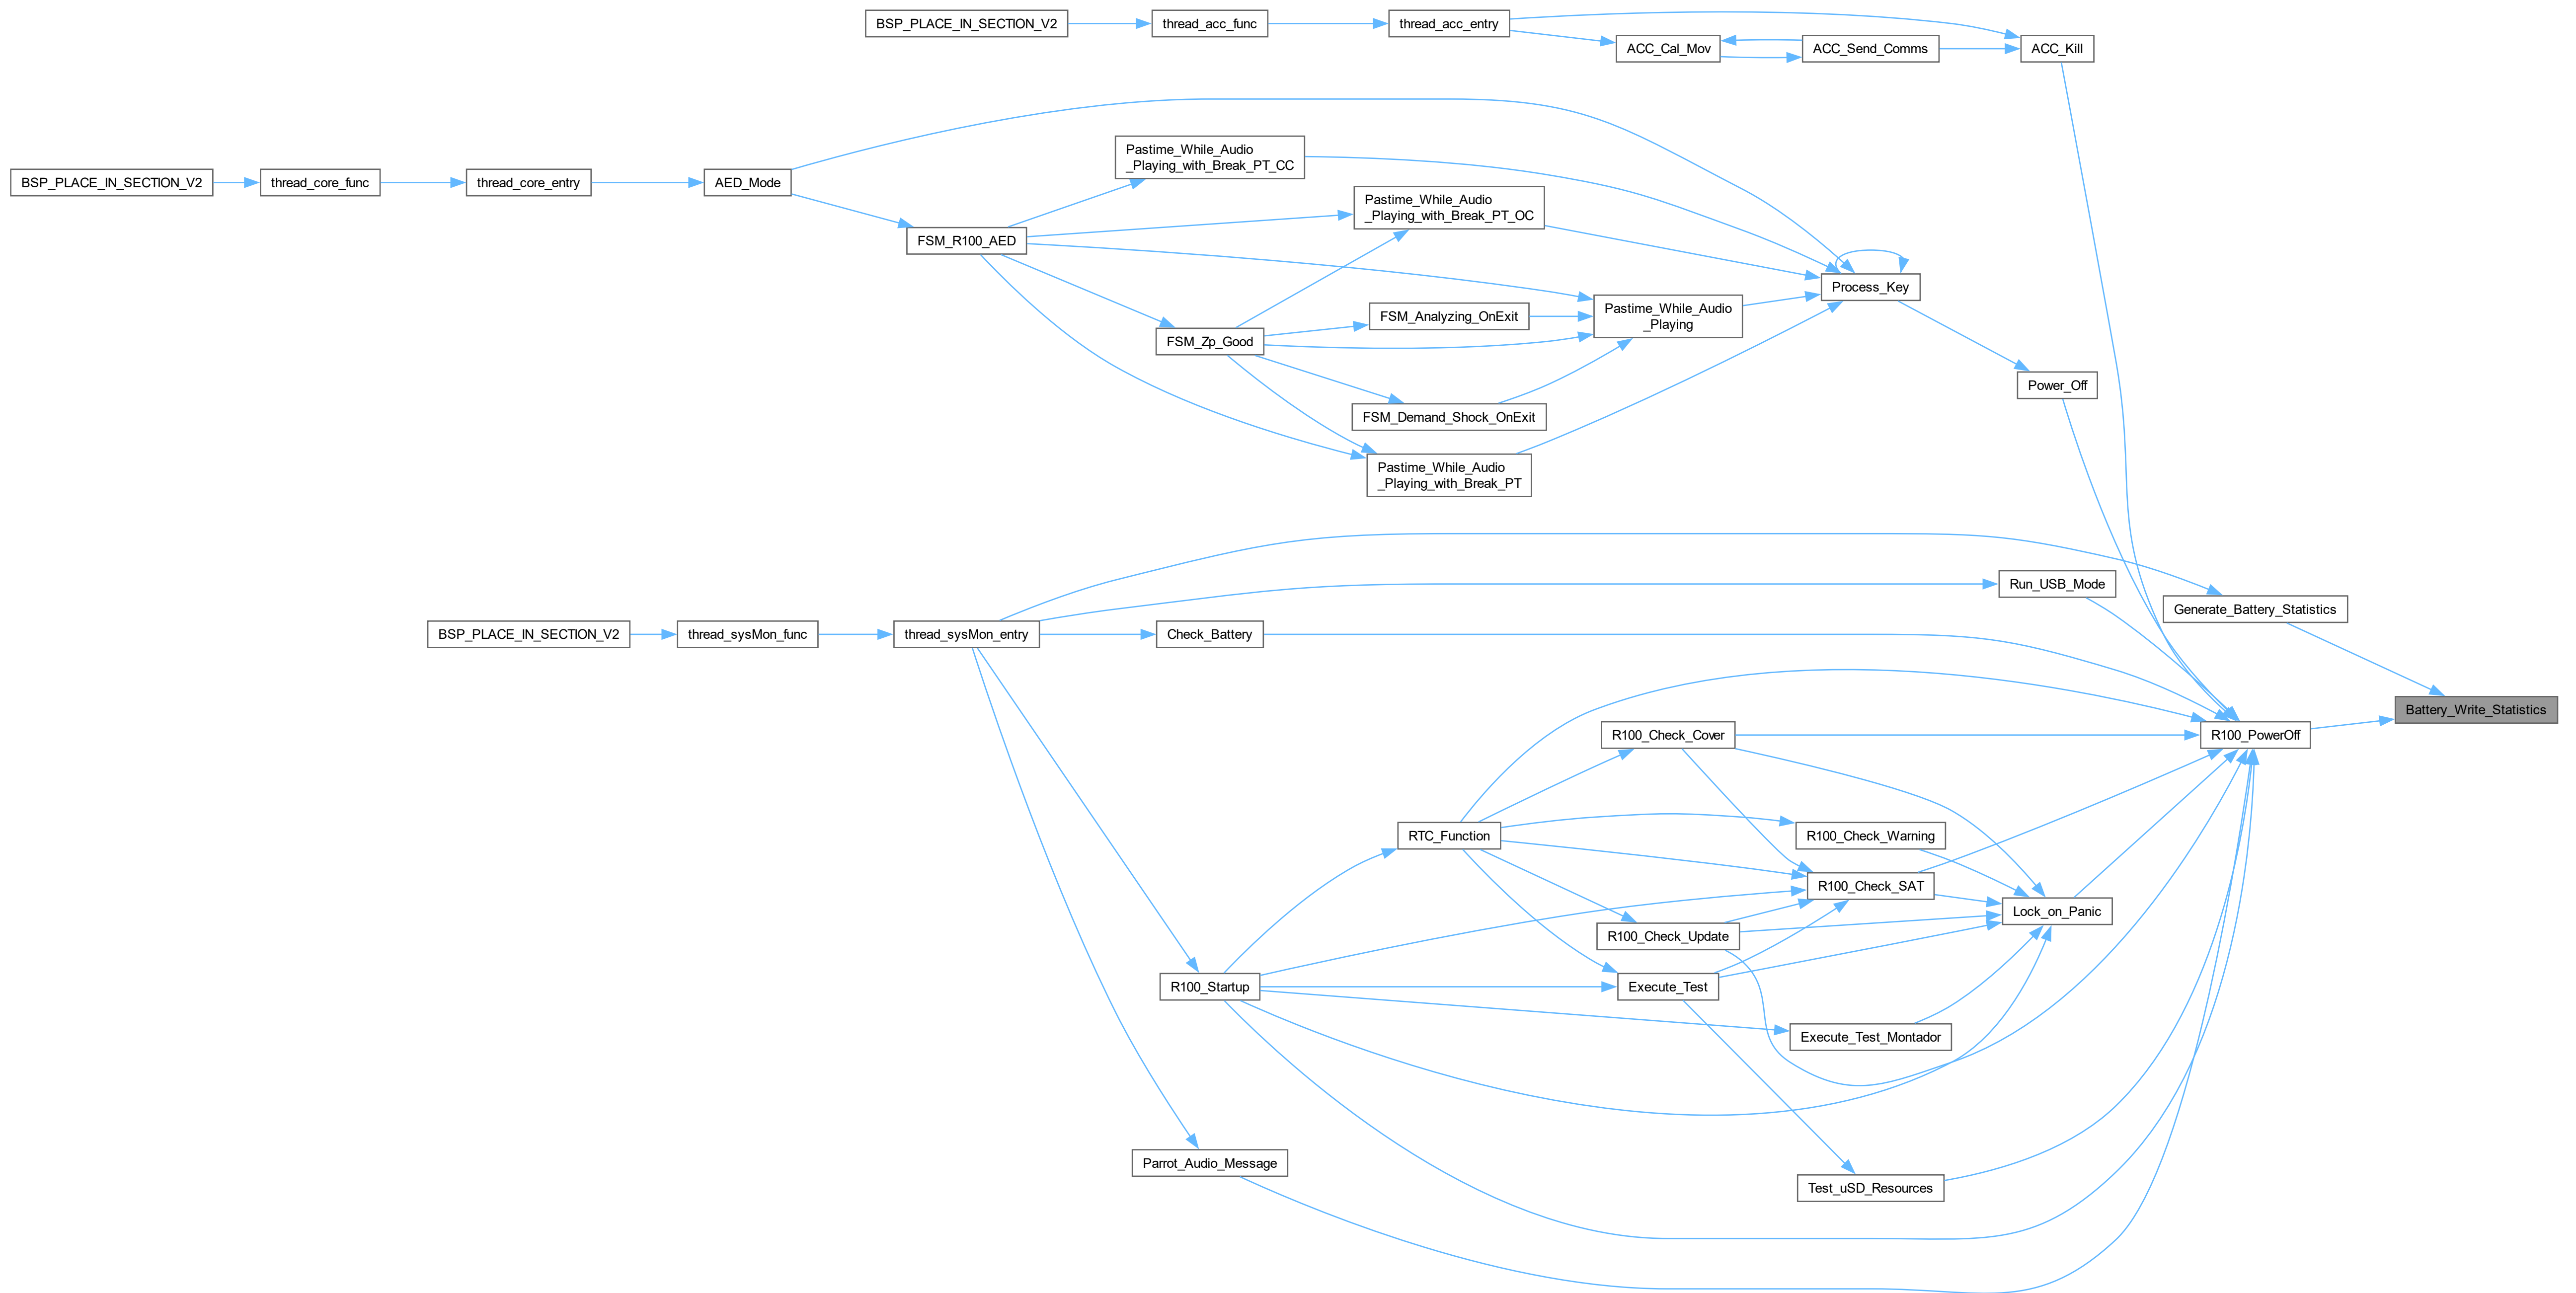 BSP_PLACE_IN_SECTION_V2
thread_acc_func
thread_acc_entry
ACC_Cal_Mov
ACC_Send_Comms
ACC_Kill
Pastime_While_Audio
_Playing_with_Break_PT_CC
BSP_PLACE_IN_SECTION_V2
thread_core_func
thread_core_entry
AED_Mode
Pastime_While_Audio
_Playing_with_Break_PT_OC
FSM_R100_AED
Process_Key
Pastime_While_Audio
_Playing
FSM_Analyzing_OnExit
FSM_Zp_Good
Power_Off
FSM_Demand_Shock_OnExit
Pastime_While_Audio
_Playing_with_Break_PT
Run_USB_Mode
Generate_Battery_Statistics
BSP_PLACE_IN_SECTION_V2
thread_sysMon_func
thread_sysMon_entry
Check_Battery
Battery_Write_Statistics
R100_Check_Cover
R100_PowerOff
RTC_Function
R100_Check_Warning
R100_Check_SAT
Lock_on_Panic
R100_Check_Update
R100_Startup
Execute_Test
Execute_Test_Montador
Parrot_Audio_Message
Test_uSD_Resources